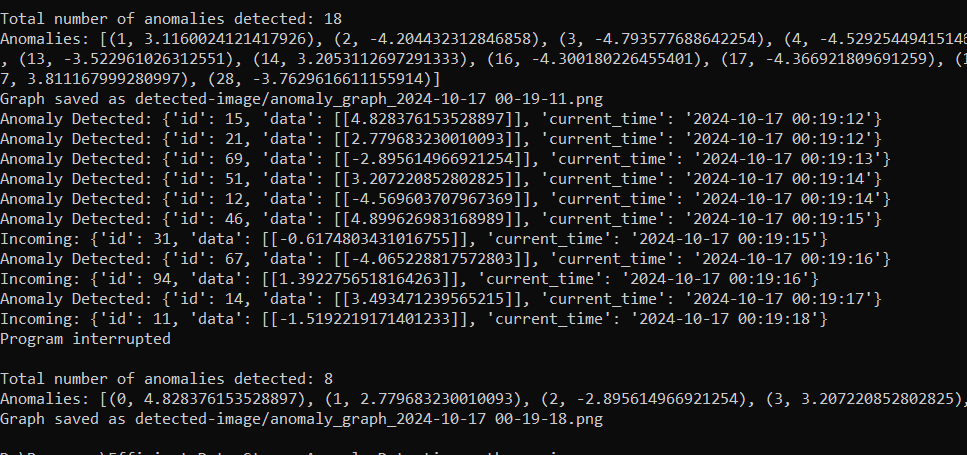 Total number of anomalies detected: 18
Anomalies: [(1, 3.1160024121417926), (2, -4.204432312846858), (3, -4.793577688642254), (4, -4.52925449415146
, (13, -3.522961026312551), (14, 3.2053112697291333), (16, -4.300180226455401), (17, -4.366921809691259), (1
7, 3.811167999280997), (28, -3.7629616611155914)]
Graph saved as detected-image/anomaly_graph_2024-10-17 00-19-11.png
Anomaly Detected: {'id': 15, 'data': [[4.828376153528897]], 'current_time': '2024-10-17 00:19:12'}
Anomaly Detected: {'id': 21, 'data': [[2.779683230010093]], 'current_time': '2024-10-17 00:19:12'}
Anomaly Detected: {'id': 69, 'data': [[-2.895614966921254]], 'current_time': '2024-10-17 00:19:13'}
Anomaly Detected: {'id': 51, 'data': [[3.207220852802825]], 'current_time': '2024-10-17 00:19:14'}
Anomaly Detected: {'id': 12, 'data': [[-4.569603707967369]], 'current_time': '2024-10-17 00:19:14'}
Anomaly Detected: {'id': 46, 'data': [[4.899626983168989]], 'current_time': '2024-10-17 00:19:15'}
Incoming: {'id': 31, 'data': [[-0.6174803431016755]], 'current_time': '2024-10-17 00:19:15'}
Anomaly Detected: {'id': 67, 'data': [[-4.065228817572803]], 'current_time': '2024-10-17 00:19:16'}
Incoming: {'id': 94, 'data': [[1.3922756518164263]], 'current_time': '2024-10-17 00:19:16'}
Anomaly Detected: {'id': 14, 'data': [[3.493471239565215]], 'current_time': '2024-10-17 00:19:17'}
Incoming: {'id': 11, 'data': [[-1.5192219171401233]], 'current_time': '2024-10-17 00:19:18'}
Program interrupted
Total number of anomalies detected: 8
Anomalies: [(0, 4.828376153528897), (1, 2.779683230010093), (2, -2.895614966921254), (3, 3.207220852802825),
Graph saved as detected-image/anomaly_graph_2024-10-17 00-19-18.png